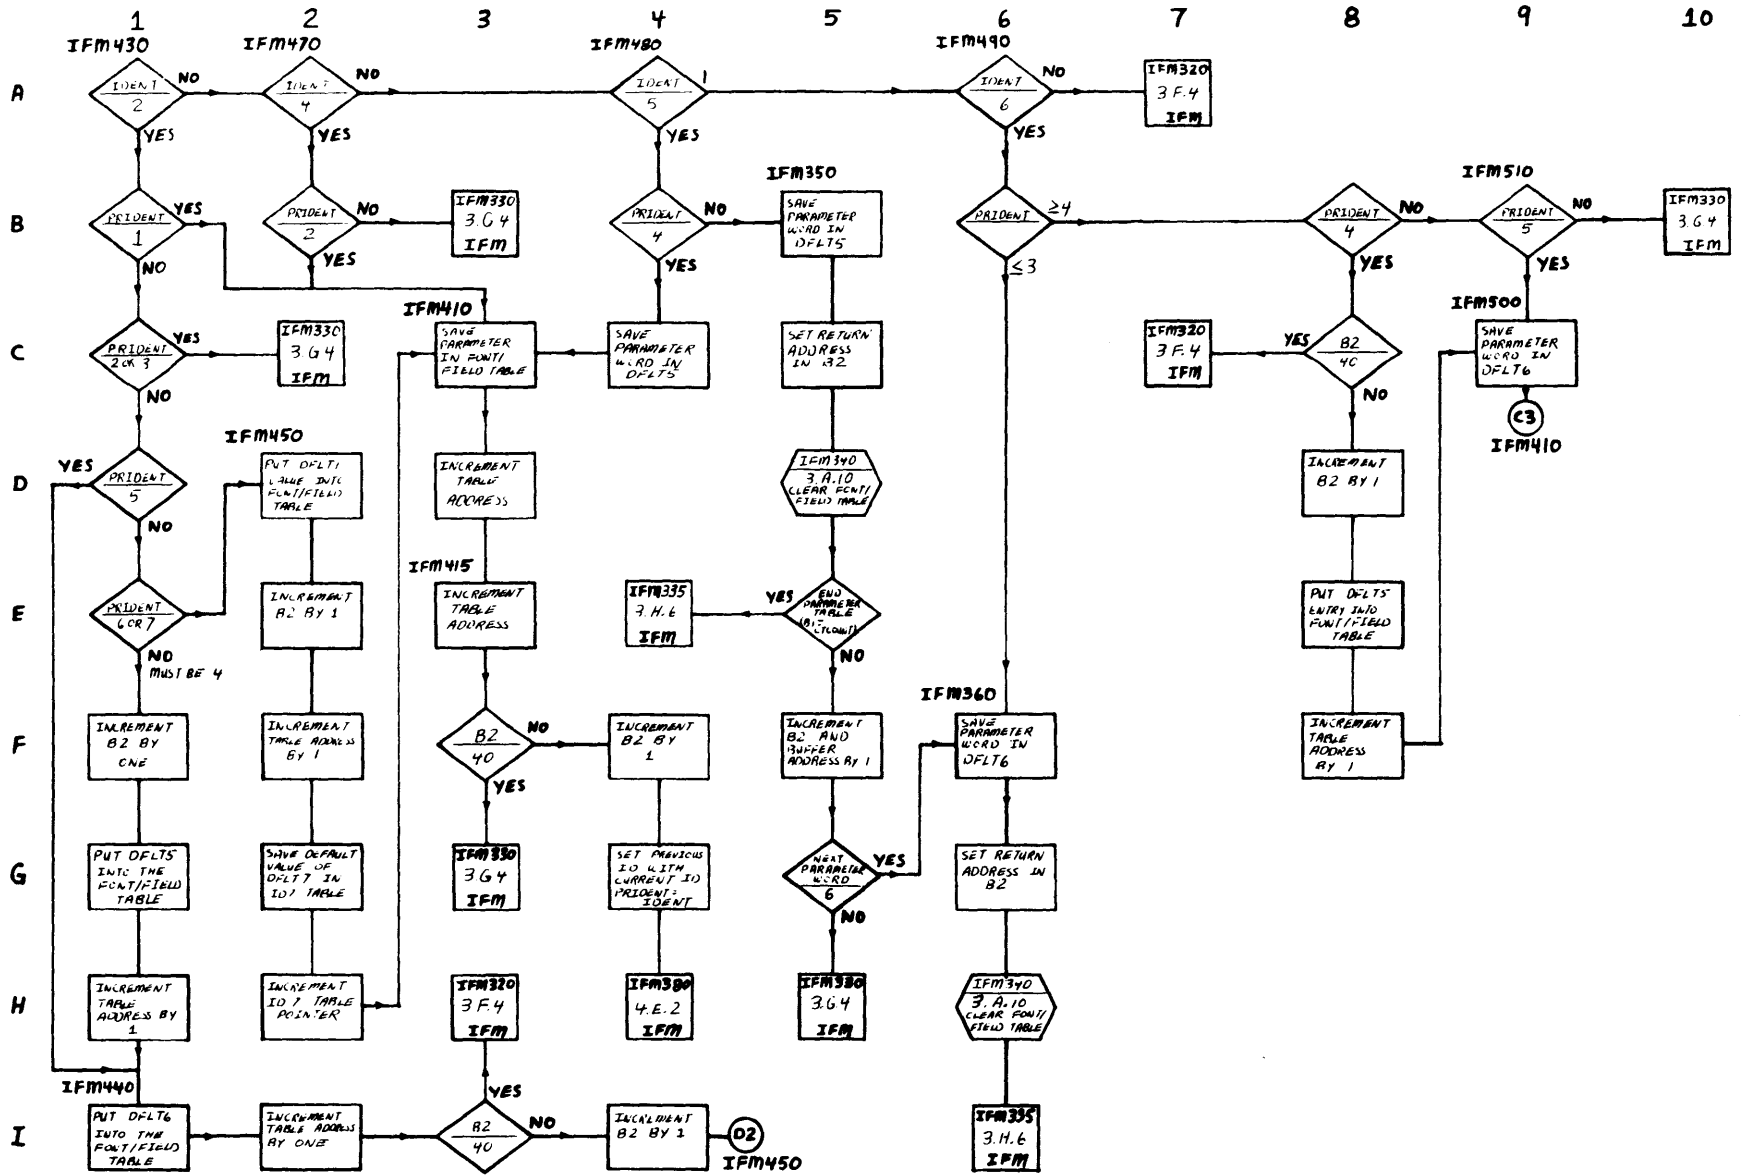 1 2 3 4 5 6 7 8 9 10
IFM430 IFM470 IFM480 IFM490
A
IDENT
2
NO
YES
IDENT
4
NO
YES
IDENT
5
1
YES
IDENT
6
NO
YES
IFM320
3 F.4
IFM
B
PRIDENT
1
YES
NO
PRIDENT
2
NO
YES
IFM330
3.G 4
IFM
PRIDENT
4
NO
YES
IFM350
SAVE
PARAMETER
WORD IN
DFLT5
PRIDENT
≥4
≤3
PRIDENT
4
NO
YES
IFM510
PRIDENT
5
NO
YES
IFM330
3.G 4
IFM
C
PRIDENT
2 OR 3
YES
NO
IFM330
3.G 4
IFM
IFM410
SAVE
PARAMETER
IN FONT/
FIELD TABLE
SAVE
PARAMETER
WORD IN
DFLT5
SET RETURN
ADDRESS
IN B2
IFM320
3 F.4
IFM
YES
B2
40
NO
IFM500
SAVE
PARAMETER
WORD IN
DFLT6
C3
IFM410
D
YES
PRIDENT
5
NO
IFM450
PUT DFLT1
VALUE INTO
FONT/FIELD
TABLE
INCREMENT
TABLE
ADDRESS
IFM340
3.A.10
CLEAR FONT/
FIELD TABLE
INCREMENT
B2 BY 1
E
PRIDENT
6 OR 7
NO
MUST BE 4
INCREMENT
B2 BY 1
IFM415
INCREMENT
TABLE
ADDRESS
IFM335
3.H.6
IFM
YES
END
PARAMETER
TABLE
NO
PUT DFLT5
ENTRY INTO
FONT/FIELD
TABLE
F
INCREMENT
B2 BY
ONE
INCREMENT
TABLE ADDRESS
BY 1
B2
40
NO
YES
INCREMENT
B2 BY
1
INCREMENT
B2 AND
BUFFER
ADDRESS BY 1
IFM360
SAVE
PARAMETER
WORD IN
DFLT6
INCREMENT
TABLE
ADDRESS
BY 1
G
PUT DFLT5
INTO THE
FONT/FIELD
TABLE
SAVE DEFAULT
VALUE OF
DFLT7 IN
ID7 TABLE
IFM330
3.G4
IFM
SET PREVIOUS
ID WITH
CURRENT ID
PRIDENT=
IDENT
NEXT
PARAMETER
WORD
6
YES
NO
SET RETURN
ADDRESS IN
B2
H
INCREMENT
TABLE
ADDRESS BY
1
INCREMENT
ID 7 TABLE
POINTER
IFM320
3 F.4
IFM
IFM380
4.E.2
IFM
IFM330
3.G.4
IFM
IFM340
3.A.10
CLEAR FONT/
FIELD TABLE
I
IFM440
PUT DFLT6
INTO THE
FONT/FIELD
TABLE
INCREMENT
TABLE ADDRESS
BY ONE
YES
B2
40
NO
INCREMENT
B2 BY 1
D2
IFM450
IFM335
3.H.6
IFM